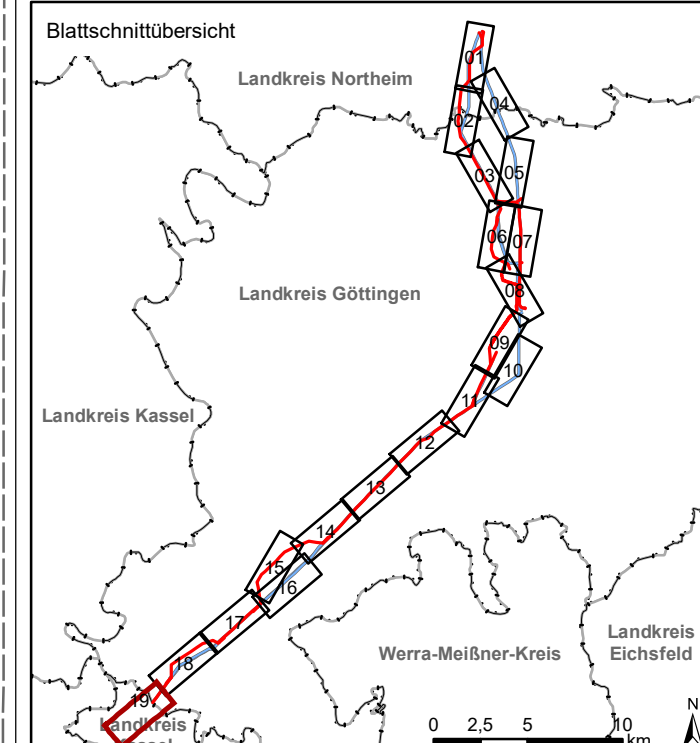 Blattschnittübersicht
01
Landkreis Northeim
04
02
03
05
06
07
08
Landkreis Göttingen
09
10
11
Landkreis Kassel
12
13
14
15
16
17
Landkreis
Eichsfeld
Werra-Meißner-Kreis
18
19
Landkreis
N
0 2,5 5 10
km